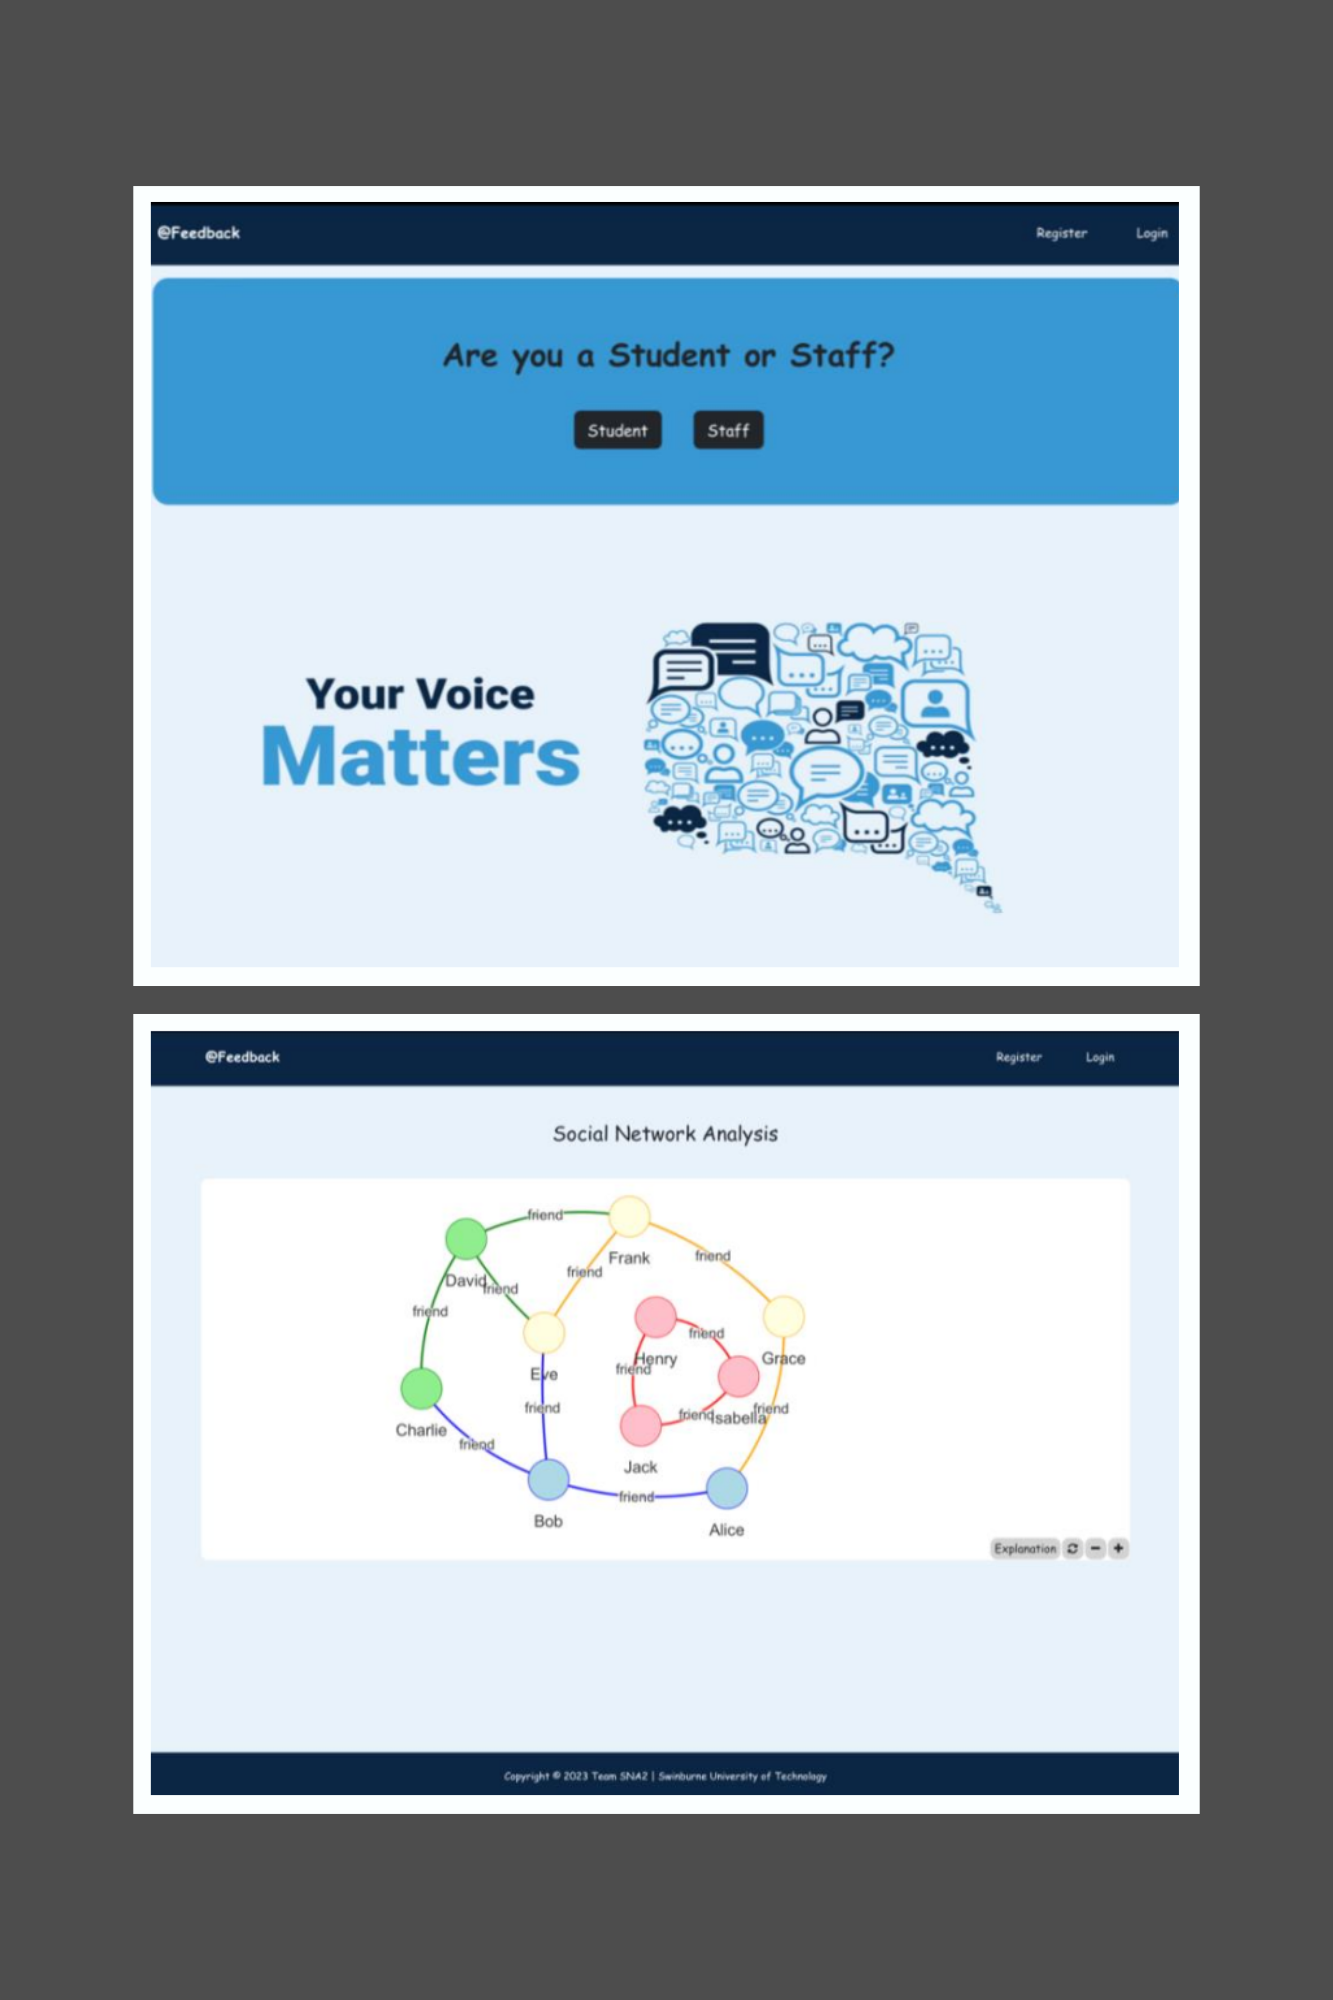 @Feedback
Register
Login
Are you a Student or Staff?
Student
Staff
Your Voice
Matters
@Feedback
Register
Login
Social Network Analysis
friend
Frank
friend
friend
David
friend
friend
friend
Henry
Grace
friend
Eve
friend
friend
friend
Isabella
Charlie
friend
Jack
friend
Bob
Alice
Explanation
Copyright © 2023 Team SNA2 | Swinburne University of Technology